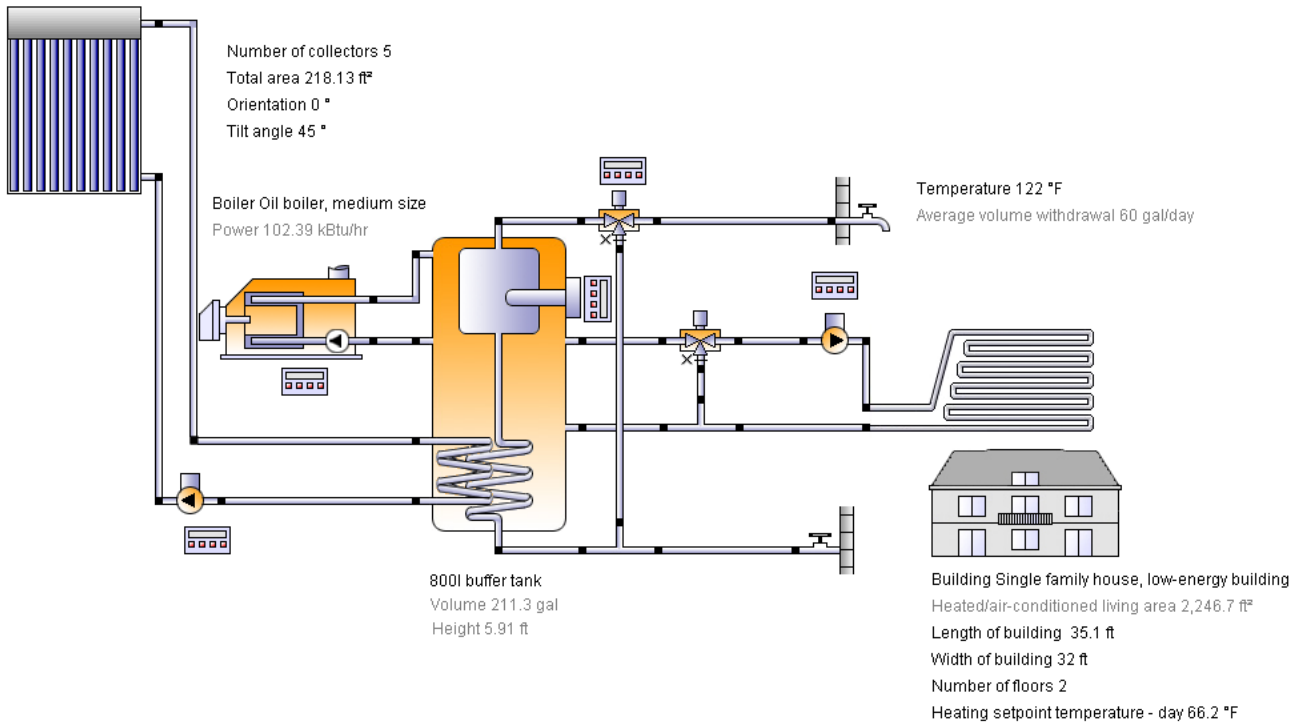 Number of collectors 5
Total area 218.13 ft²
Orientation 0 °
Tilt angle 45 °
Boiler Oil boiler, medium size
Power 102.39 kBtu/hr
Temperature 122 °F
Average volume withdrawal 60 gal/day
800l buffer tank
Volume 211.3 gal
Height 5.91 ft
Building Single family house, low-energy building
Heated/air-conditioned living area 2,246.7 ft²
Length of building 35.1 ft
Width of building 32 ft
Number of floors 2
Heating setpoint temperature - day 66.2 °F